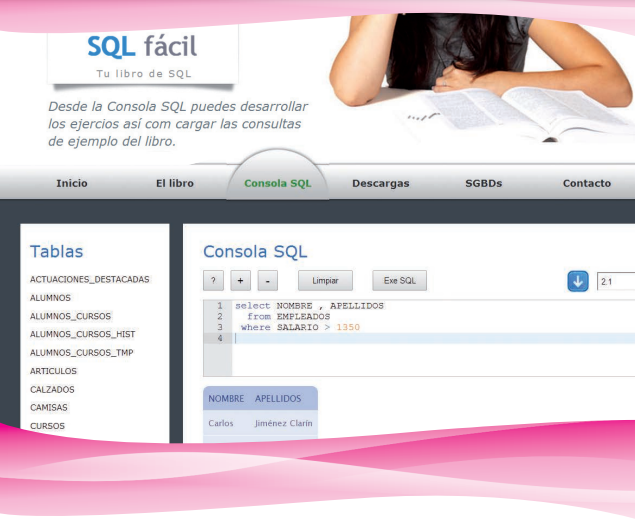 SQL fácil
Tu libro de SQL
Desde la Consola SQL puedes desarrollar
los ejercios así com cargar las consultas
de ejemplo del libro.
Inicio El libro Consola SQL Descargas SGBDs Contacto
Tablas
ACTUACIONES_DESTACADAS
ALUMNOS
ALUMNOS_CURSOS
ALUMNOS_CURSOS_HIST
ALUMNOS_CURSOS_TMP
ARTICULOS
CALZADOS
CAMISAS
CURSOS
Consola SQL
? + - Limpiar Exe SQL 2.1
1 select NOMBRE , APELLIDOS
2 from EMPLEADOS
3 where SALARIO > 1350
4
NOMBRE APELLIDOS
Carlos Jiménez Clarín